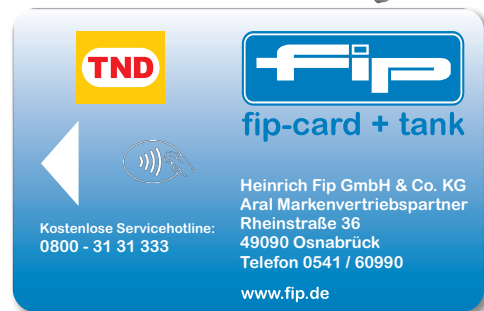 TND
fip
fip-card + tank
Kostenlose Servicehotline:
0800 - 31 31 333
Heinrich Fip GmbH & Co. KG
Aral Markenvertriebspartner
Rheinstraße 36
49090 Osnabrück
Telefon 0541 / 60990
www.fip.de